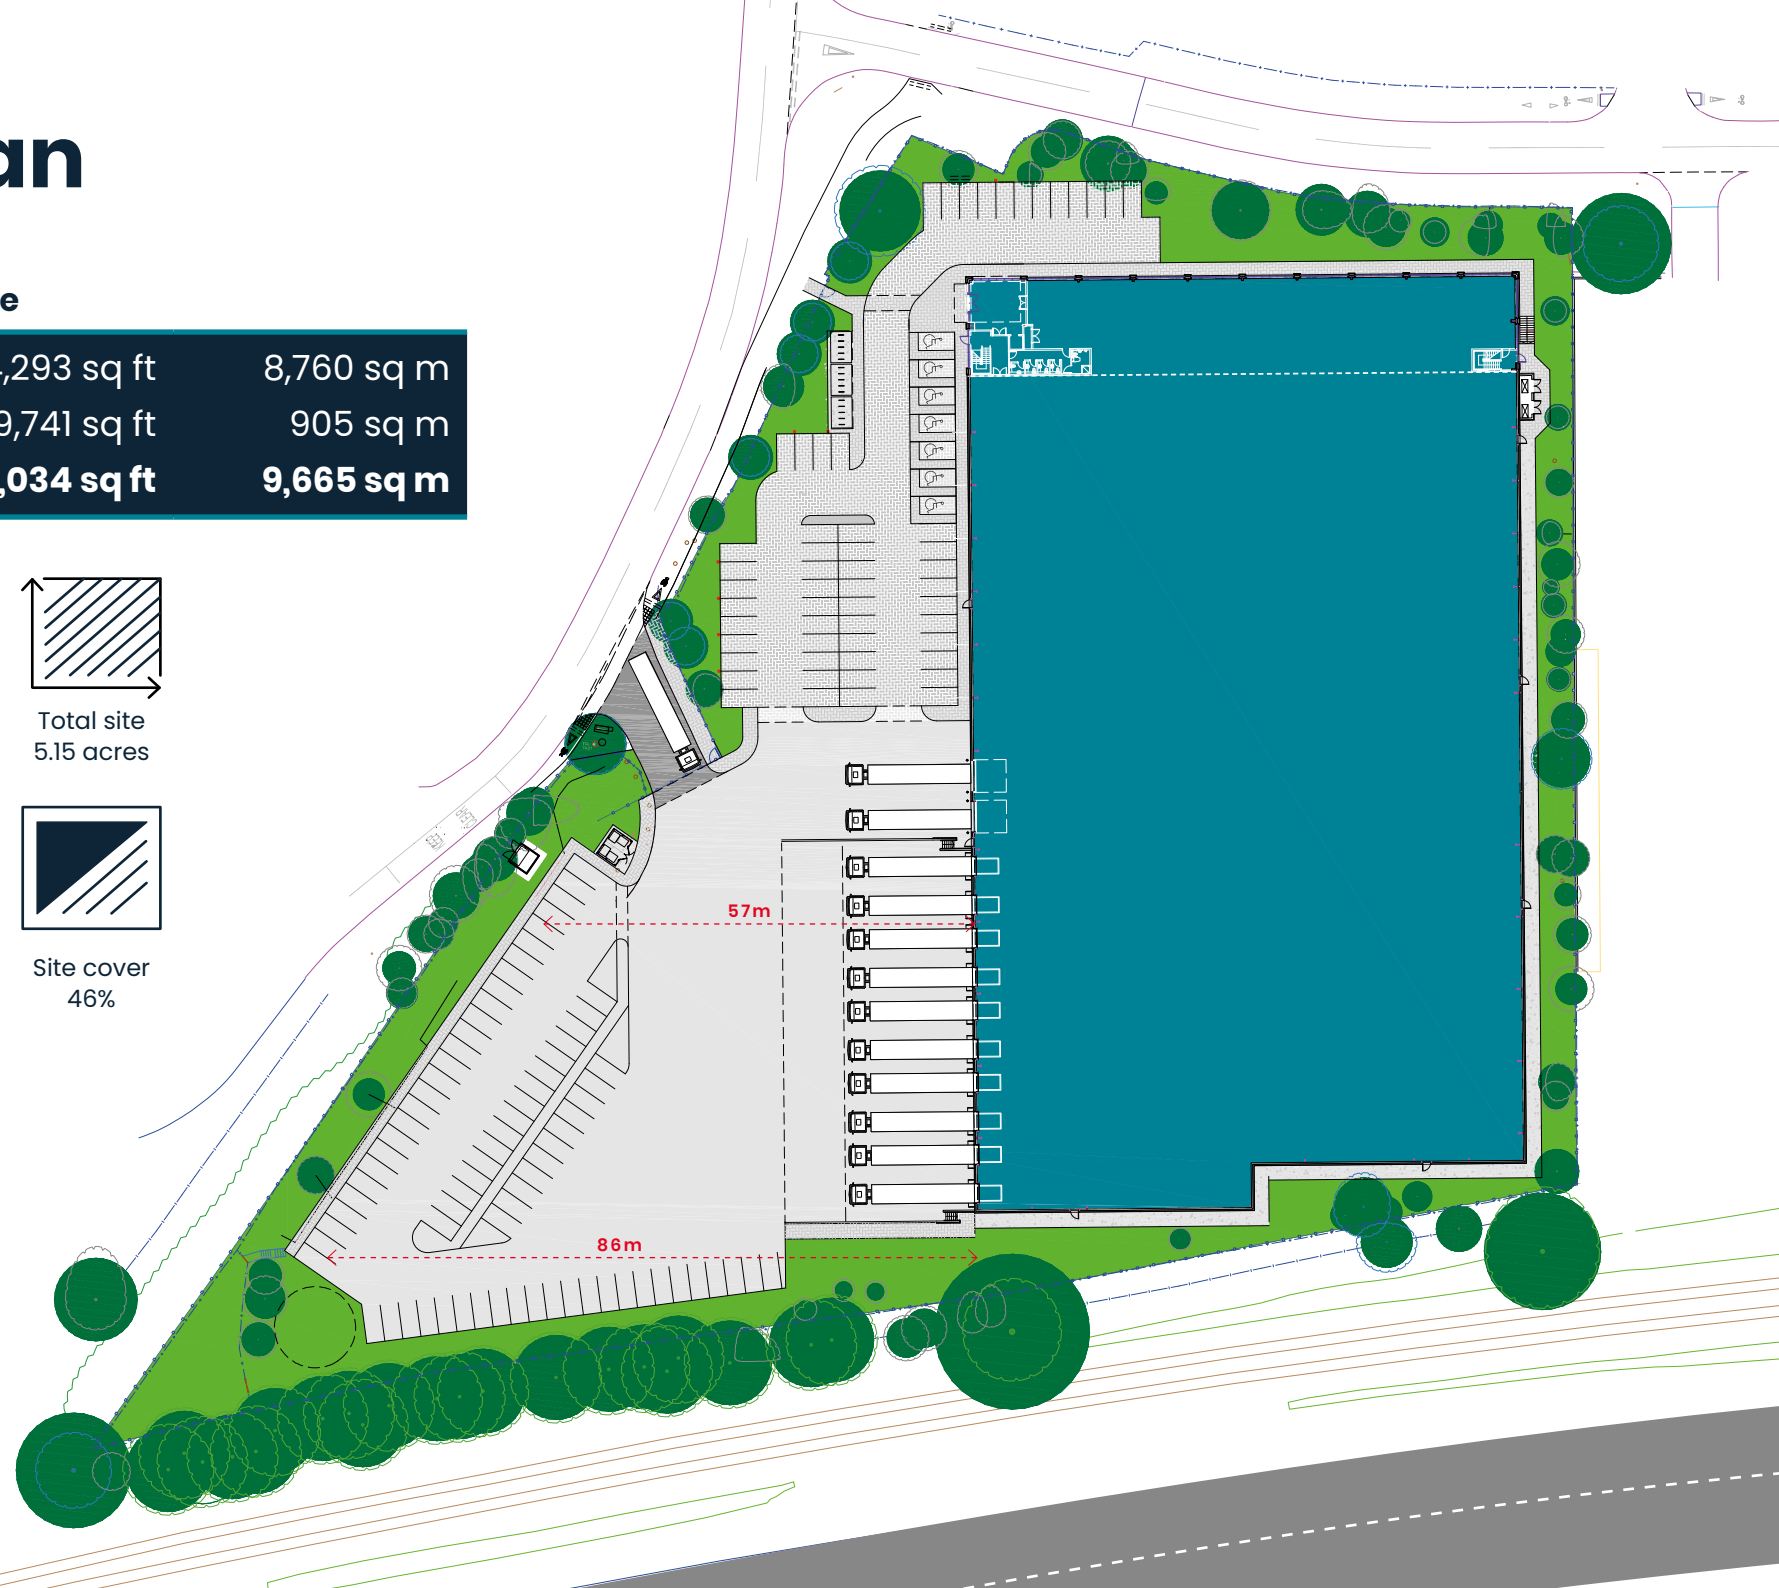 an
e
,293 sq ft 8,760 sq m
9,741 sq ft 905 sq m
,034 sq ft 9,665 sq m
Total site
5.15 acres
Site cover
46%
57m
86m